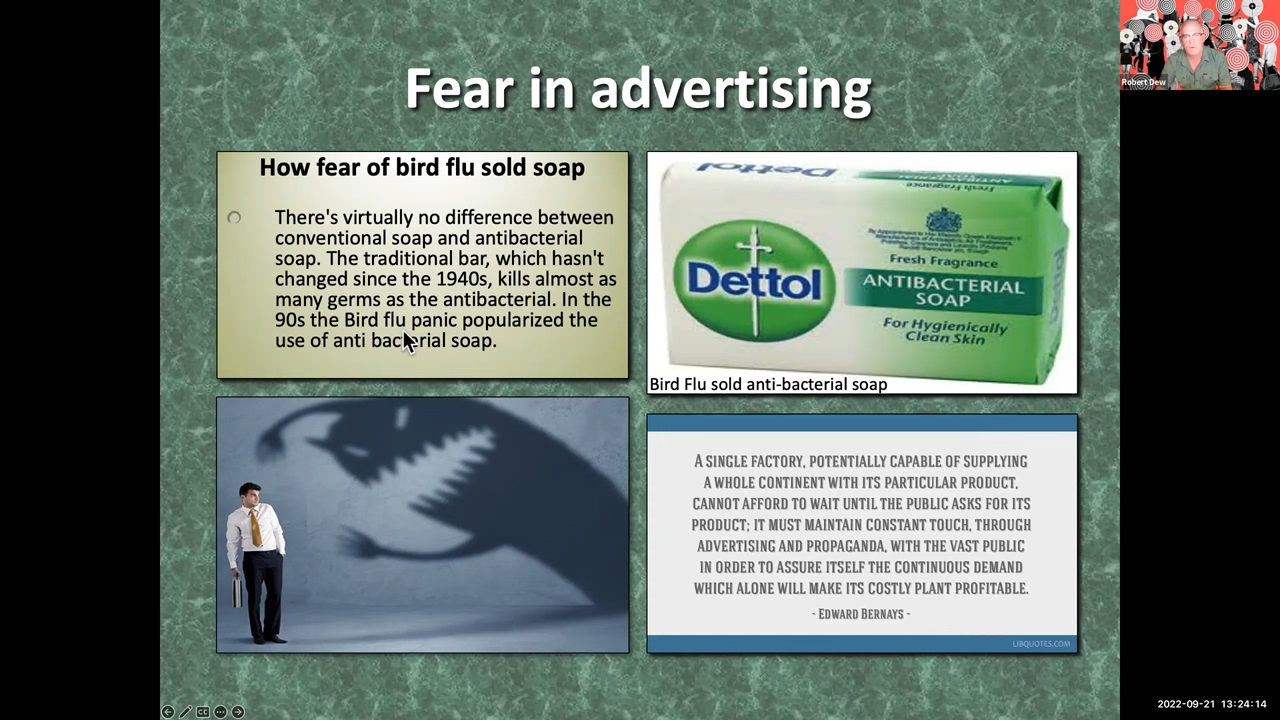 Fear in advertising
How fear of bird flu sold soap
There's virtually no difference between
conventional soap and antibacterial
soap. The traditional bar, which hasn't
changed since the 1940s, kills almost as
many germs as the antibacterial. In the
90s the Bird flu panic popularized the
use of anti bacterial soap.
Dettol
Fresh Fragrance
Dettol
Fresh Fragrance
ANTIBACTERIAL
SOAP
For Hygienically
Clean Skin
Bird Flu sold anti-bacterial soap
A SINGLE FACTORY, POTENTIALLY CAPABLE OF SUPPLYING
A WHOLE CONTINENT WITH ITS PARTICULAR PRODUCT,
CANNOT AFFORD TO WAIT UNTIL THE PUBLIC ASKS FOR ITS
PRODUCT; IT MUST MAINTAIN CONSTANT TOUCH, THROUGH
ADVERTISING AND PROPAGANDA, WITH THE VAST PUBLIC
IN ORDER TO ASSURE ITSELF THE CONTINUOUS DEMAND
WHICH ALONE WILL MAKE ITS COSTLY PLANT PROFITABLE.
- EDWARD BERNAYS -
LIBQUOTES.COM
Robert Dew
CC
2022-09-21 13:24:14